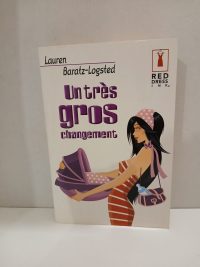 Lauren
Baratz-Logsted
RED
DRESS
INK
Un très
gros
changement